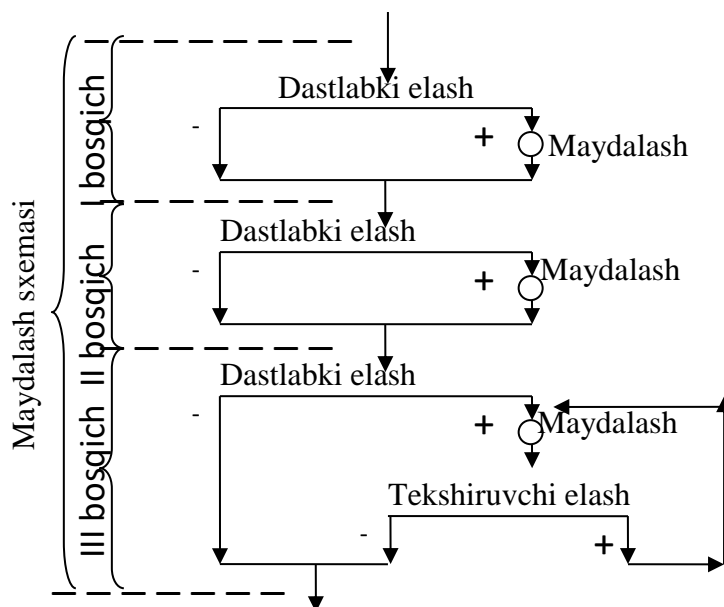 Maydalash sxemasi
I bosqich
Dastlabki elash
- +
Maydalash
II bosqich
Dastlabki elash
- +
Maydalash
III bosqich
Dastlabki elash
- +
Maydalash
Tekshiruvchi elash
- +